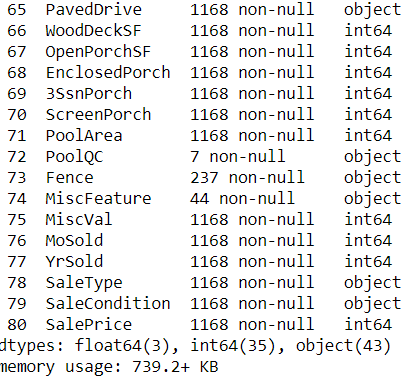 65 PavedDrive 1168 non-null object
66 WoodDeckSF 1168 non-null int64
67 OpenPorchSF 1168 non-null int64
68 EnclosedPorch 1168 non-null int64
69 3SsnPorch 1168 non-null int64
70 ScreenPorch 1168 non-null int64
71 PoolArea 1168 non-null int64
72 PoolQC 7 non-null object
73 Fence 237 non-null object
74 MiscFeature 44 non-null object
75 MiscVal 1168 non-null int64
76 MoSold 1168 non-null int64
77 YrSold 1168 non-null int64
78 SaleType 1168 non-null object
79 SaleCondition 1168 non-null object
80 SalePrice 1168 non-null int64
dtypes: float64(3), int64(35), object(43)
memory usage: 739.2+ KB